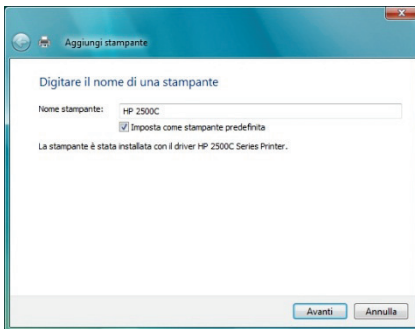 Aggiungi stampante
Digitare il nome di una stampante
Nome stampante: HP 2500C
Imposta come stampante predefinita
La stampante è stata installata con il driver HP 2500C Series Printer.
Avanti Annulla